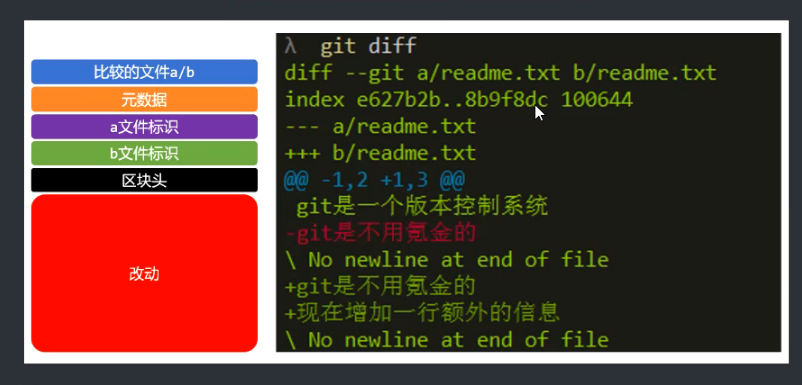 比较的文件a/b
元数据
a文件标识
b文件标识
区块头
改动
λ git diff
diff --git a/readme.txt b/readme.txt
index e627b2b..8b9f8dc 100644
--- a/readme.txt
+++ b/readme.txt
@@ -1,2 +1,3 @@
 git是一个版本控制系统
-git是不用氪金的
\ No newline at end of file
+git是不用氪金的
+现在增加一行额外的信息
\ No newline at end of file